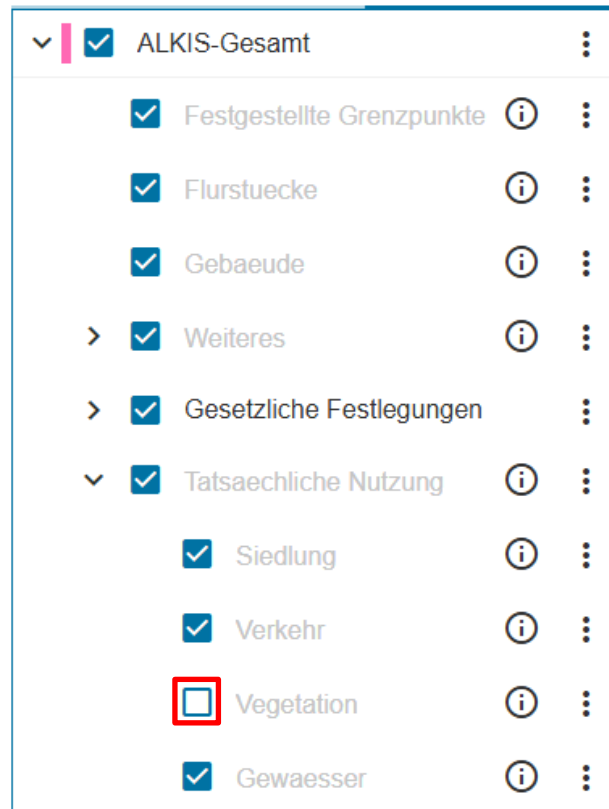 ALKIS-Gesamt
Festgestellte Grenzpunkte
Flurstuecke
Gebaeude
Weiteres
Gesetzliche Festlegungen
Tatsaechliche Nutzung
Siedlung
Verkehr
Vegetation
Gewaesser